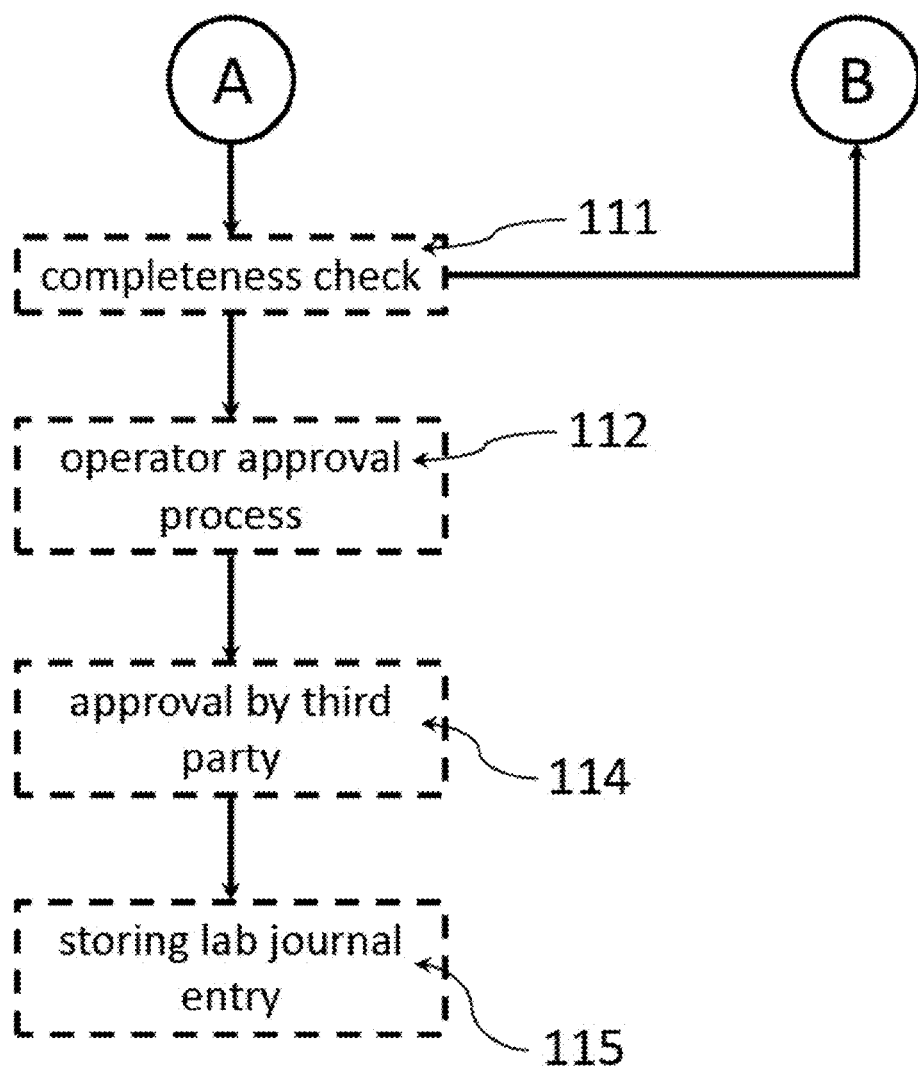 A
B
111
completeness check
112
operator approval
process
approval by third
party
114
storing lab journal
entry
115